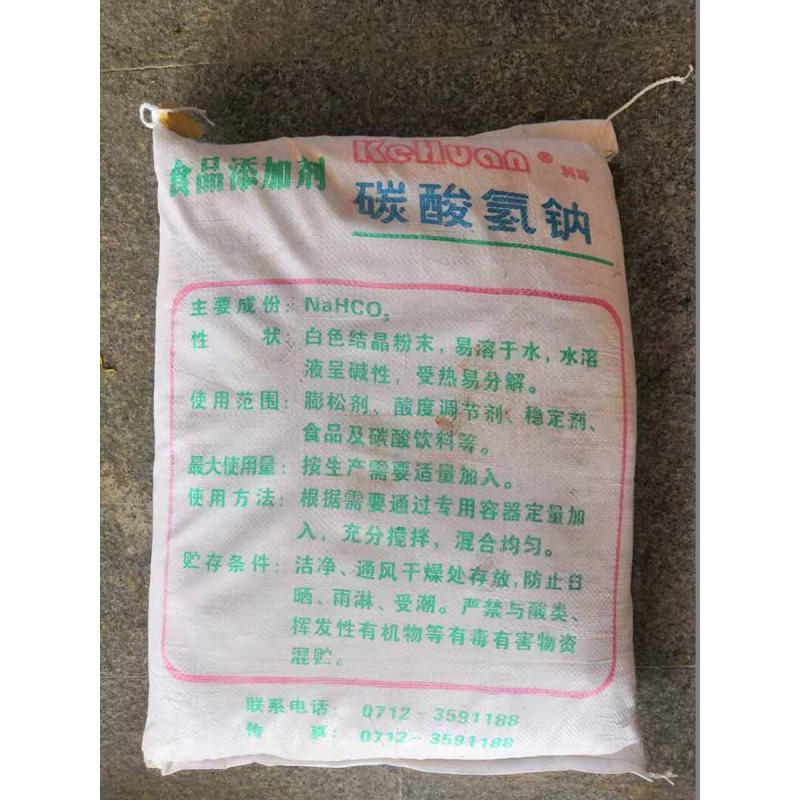 KeHuan®
科环
食品添加剂
碳酸氢钠
主要成份：NaHCO₃
性 状：白色结晶粉末，易溶于水，水溶
液呈碱性，受热易分解。
使用范围：膨松剂、酸度调节剂、稳定剂、
食品及碳酸饮料等。
最大使用量：按生产需要适量加入。
使用方法：根据需要通过专用容器定量加
入，充分搅拌，混合均匀。
贮存条件：洁净、通风干燥处存放，防止日
晒、雨淋、受潮。严禁与酸类、
挥发性有机物等有毒有害物资
混贮。
联系电话：0712-3591188
传 真：0712-3591188